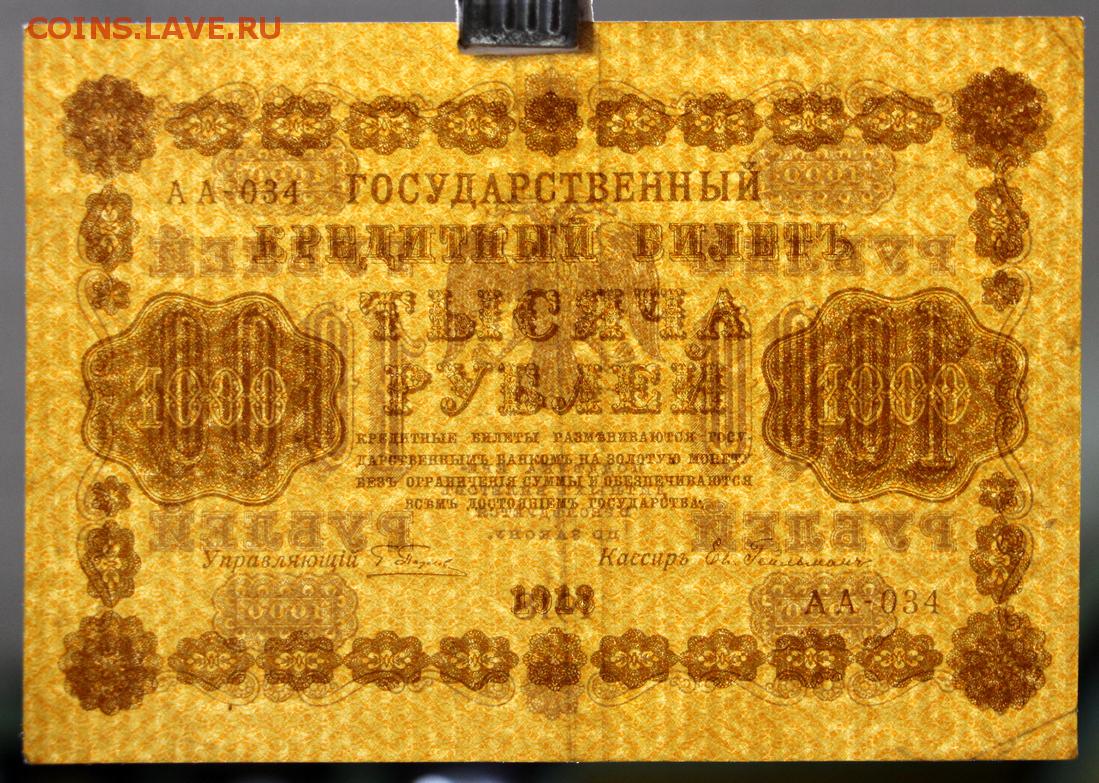 COINS.LAVE.RU
АА-034 ГОСУДАРСТВЕННЫЙ
КРЕДИТНЫЙ БИЛЕТЪ
ТЫСЯЧА
РУБЛЕЙ
1000 1000
КРЕДИТНЫЕ БИЛЕТЫ РАЗМѢНИВАЮТСЯ ГОСУ-
ДАРСТВЕННЫМЪ БАНКОМЪ НА ЗОЛОТУЮ МОНЕТУ
БЕЗЪ ОГРАНИЧЕНІЯ СУММЫ И ОБЕЗПЕЧИВАЮТСЯ
ВСѢМЪ ДОСТОЯНІЕМЪ ГОСУДАРСТВА.
Управляющій Кассиръ
1918 АА-034